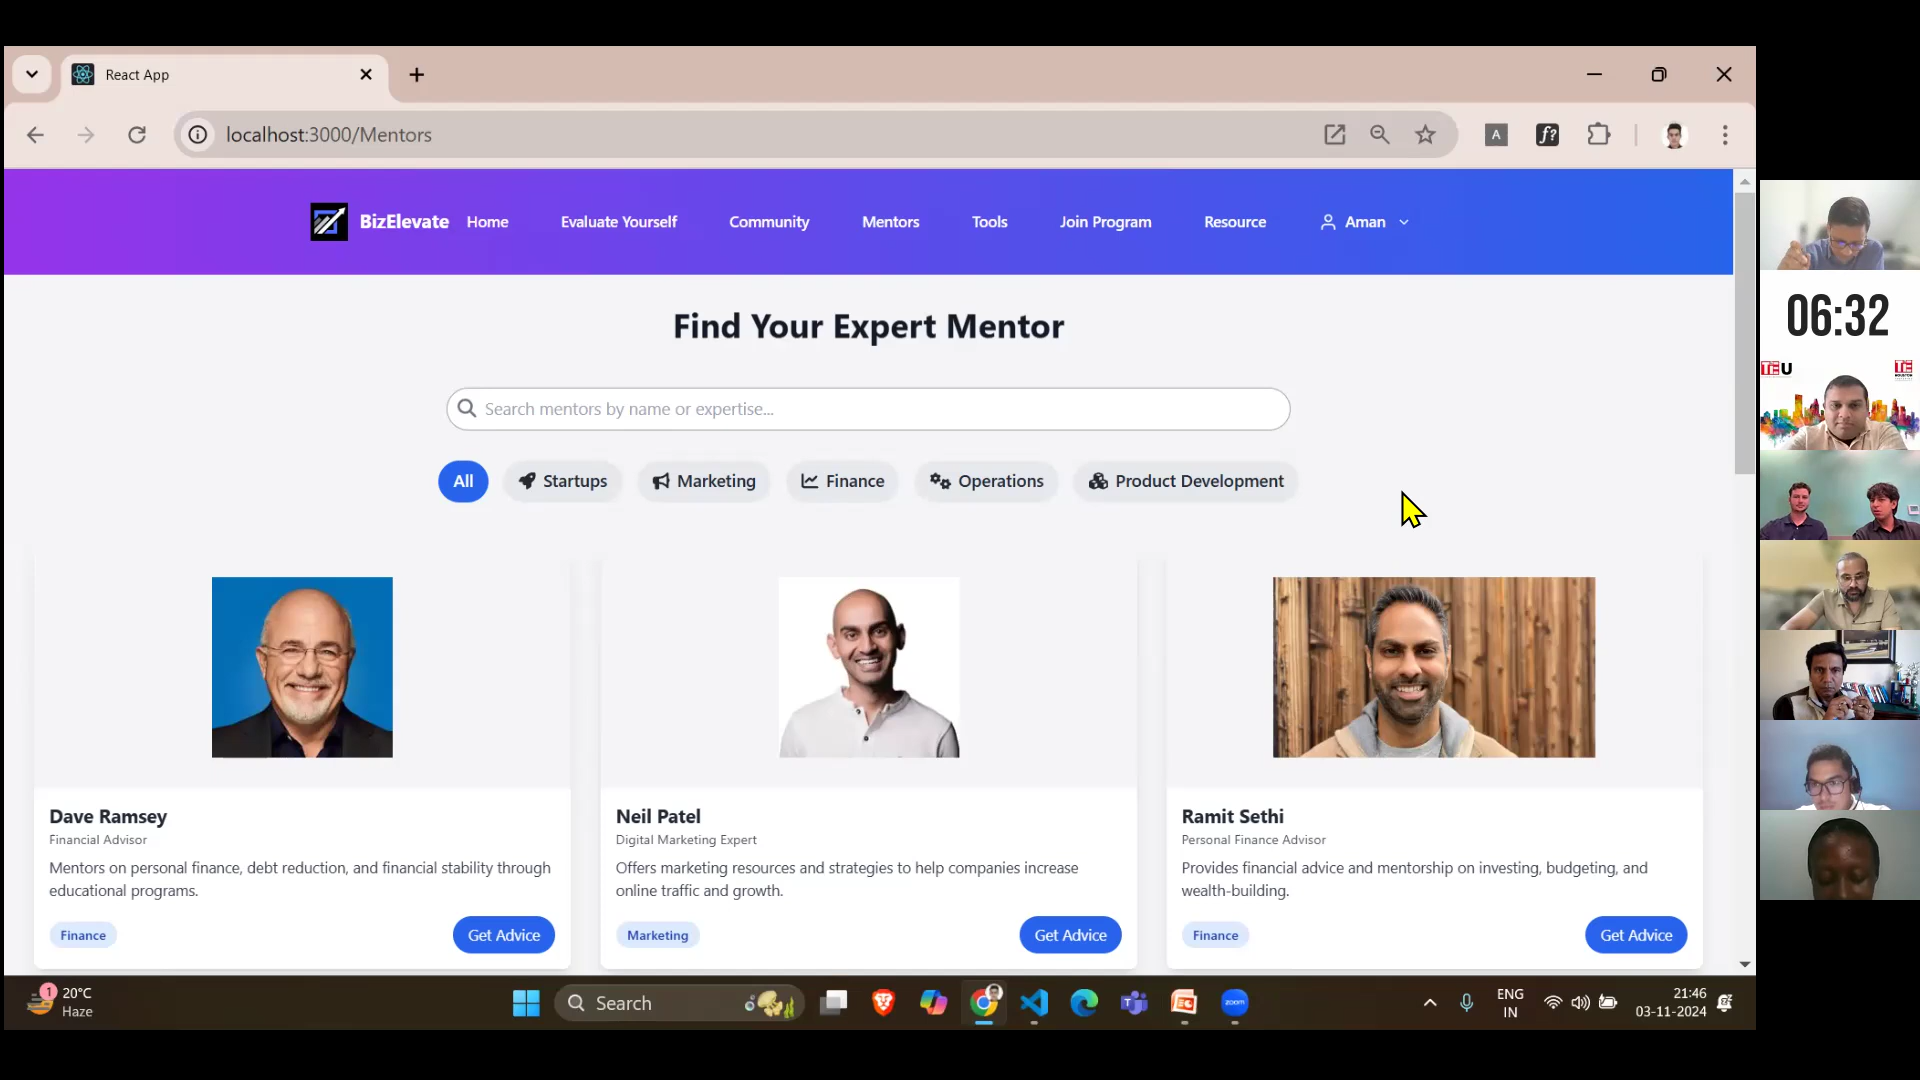 React App
localhost:3000/Mentors
A
f?
BizElevate
Home
Evaluate Yourself
Community
Mentors
Tools
Join Program
Resource
Aman
Find Your Expert Mentor
Search mentors by name or expertise...
All
Startups
Marketing
Finance
Operations
Product Development
Dave Ramsey
Financial Advisor
Mentors on personal finance, debt reduction, and financial stability through
educational programs.
Finance
Get Advice
Neil Patel
Digital Marketing Expert
Offers marketing resources and strategies to help companies increase
online traffic and growth.
Marketing
Get Advice
Ramit Sethi
Personal Finance Advisor
Provides financial advice and mentorship on investing, budgeting, and
wealth-building.
Finance
Get Advice
06:32
TEU
TE
1
20°C
Haze
Search
zoom
ENG
IN
21:46
03-11-2024